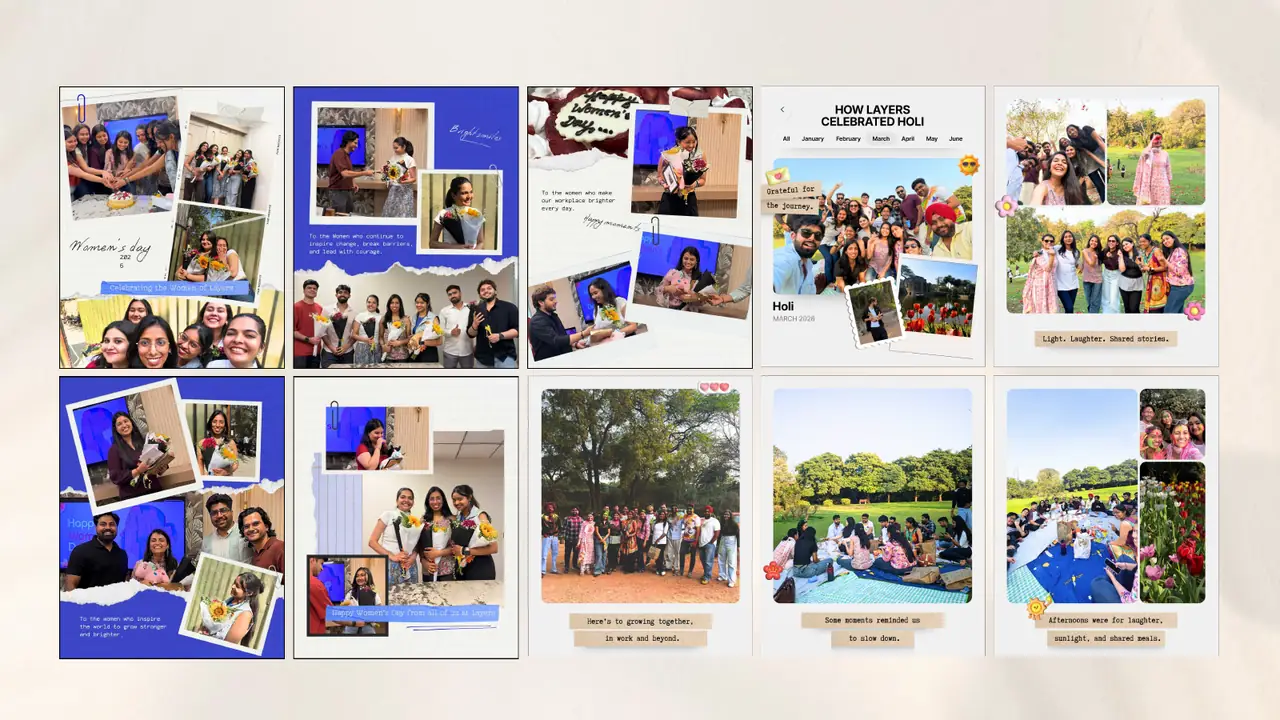 Women's day
202
6
Celebrating the Women of Layers
Bright smiles
To the Women who continue to
inspire change, break barriers,
and lead with courage.
Happy
Women's
Day
To the women who make
our workplace brighter
every day.
Happy moments
HOW LAYERS
CELEBRATED HOLI
All January February March April May June
Grateful for
the journey.
Holi
MARCH 2026
Light. Laughter. Shared stories.
To the women who inspire
the world to grow stronger
and brighter.
Happy Women's Day from all of us at Layers
Here's to growing together,
in work and beyond.
Some moments reminded us
to slow down.
Afternoons were for laughter,
sunlight, and shared meals.